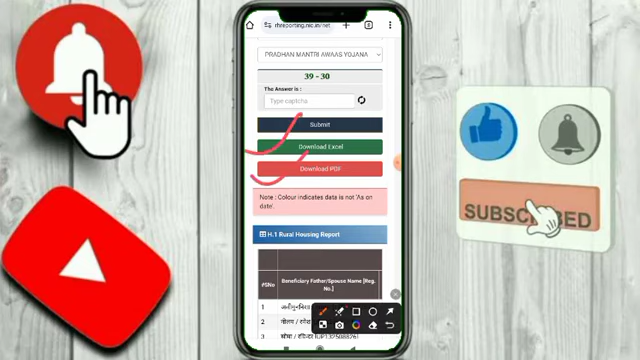 rhreporting.nic.in/net
PRADHAN MANTRI AWAAS YOJANA
39 - 30
The Answer is :
Type captcha
Submit
Download Excel
Download PDF
Note : Colour indicates data is not 'As on
date'.
H.1 Rural Housing Report
#SNo
Beneficiary Father/Spouse Name [Reg.
No.]
1
2
3
SUBSCRIBED